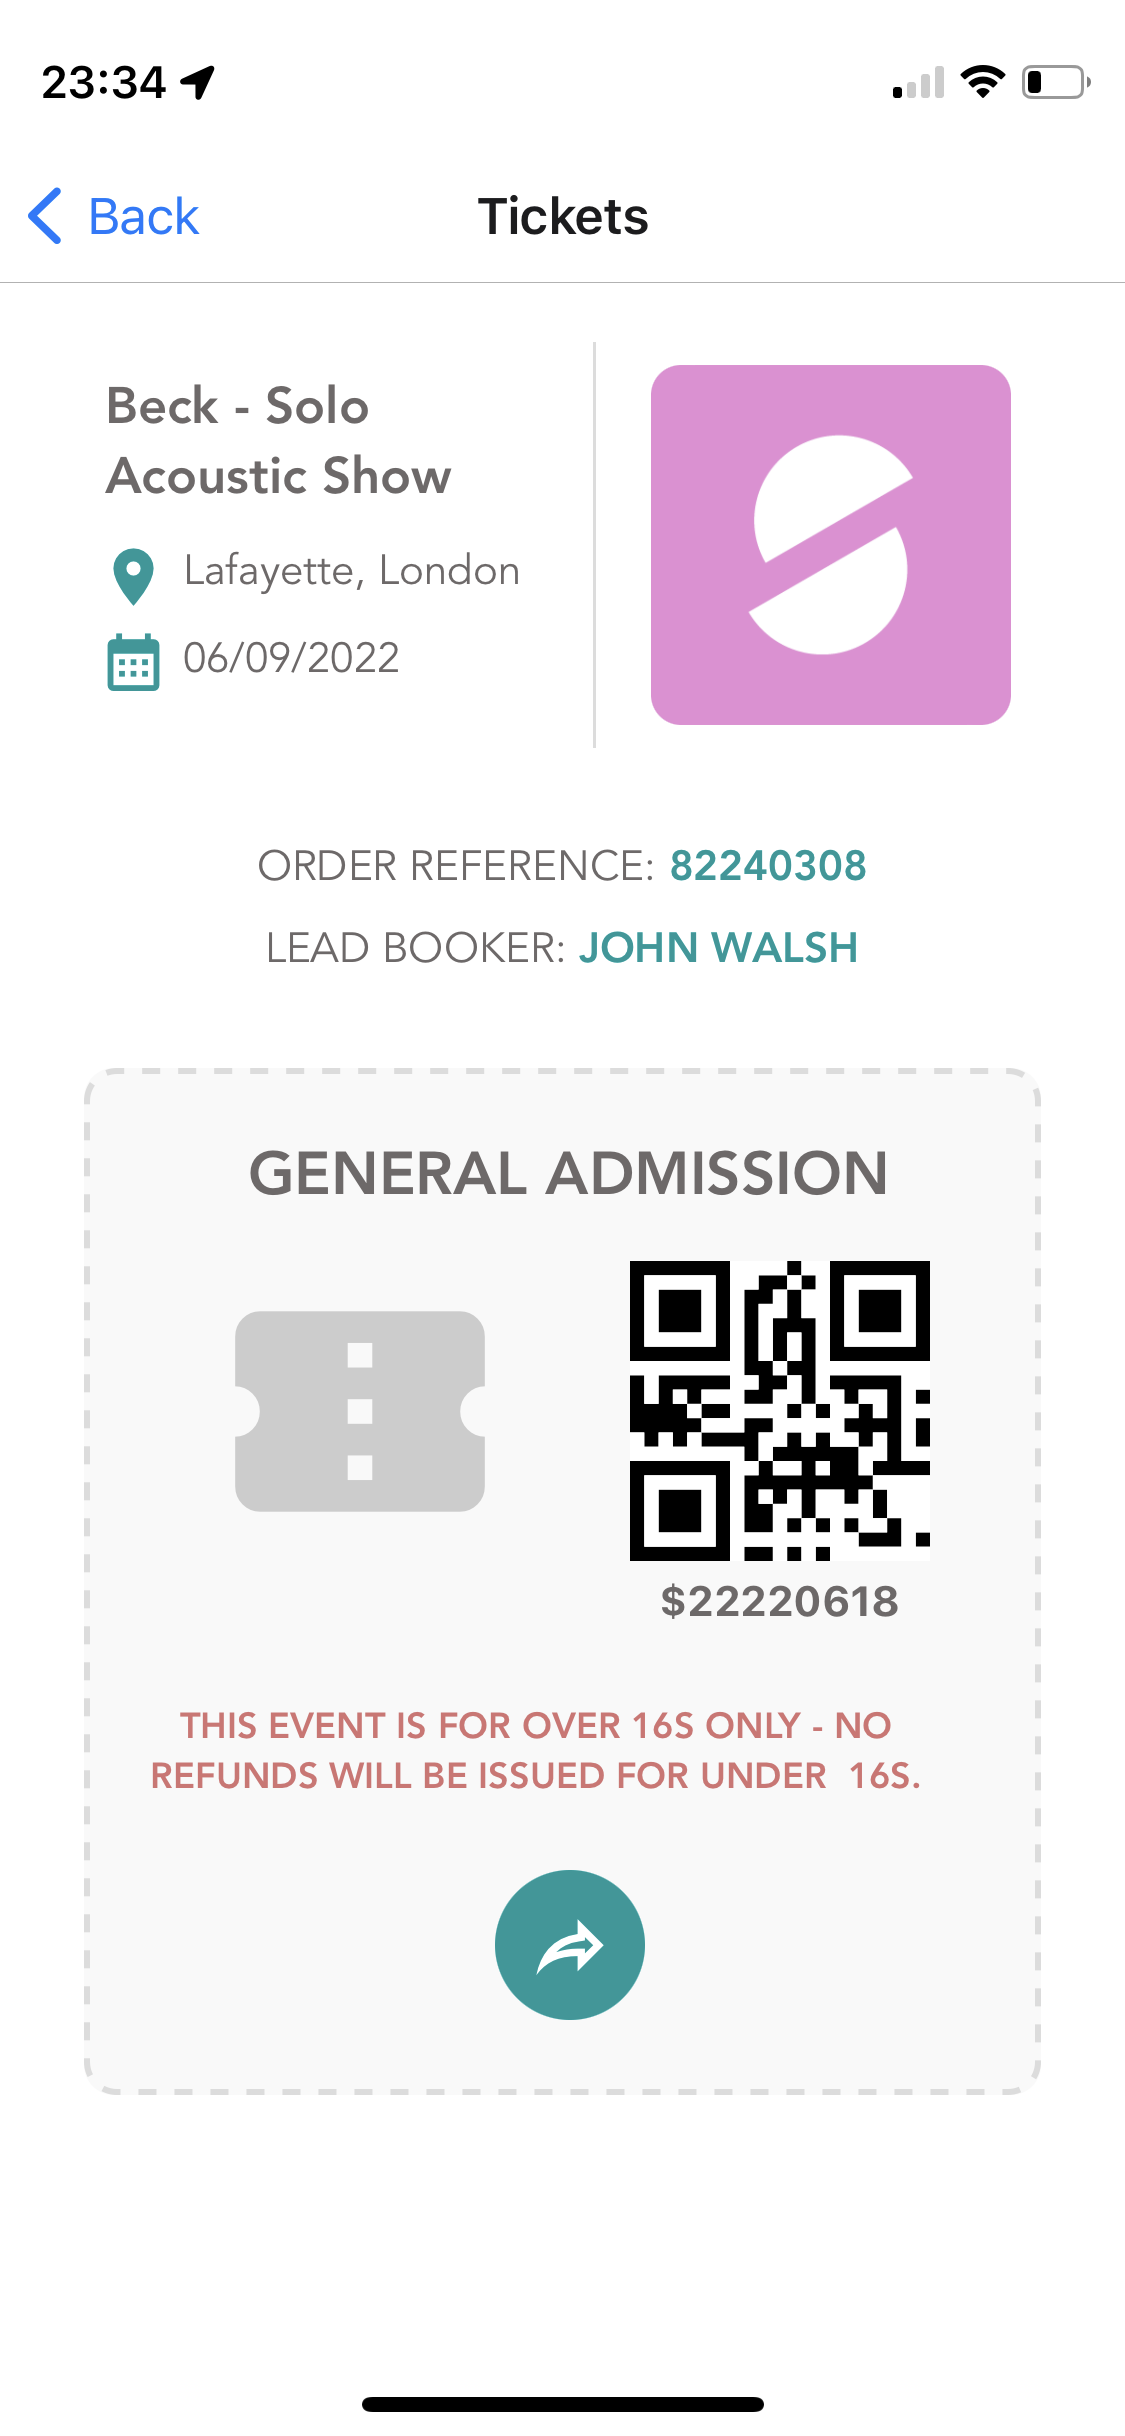 23:34
Back
Tickets
Beck - Solo
Acoustic Show
Lafayette, London
06/09/2022
ORDER REFERENCE: 82240308
LEAD BOOKER: JOHN WALSH
GENERAL ADMISSION
$22220618
THIS EVENT IS FOR OVER 16S ONLY - NO
REFUNDS WILL BE ISSUED FOR UNDER  16S.